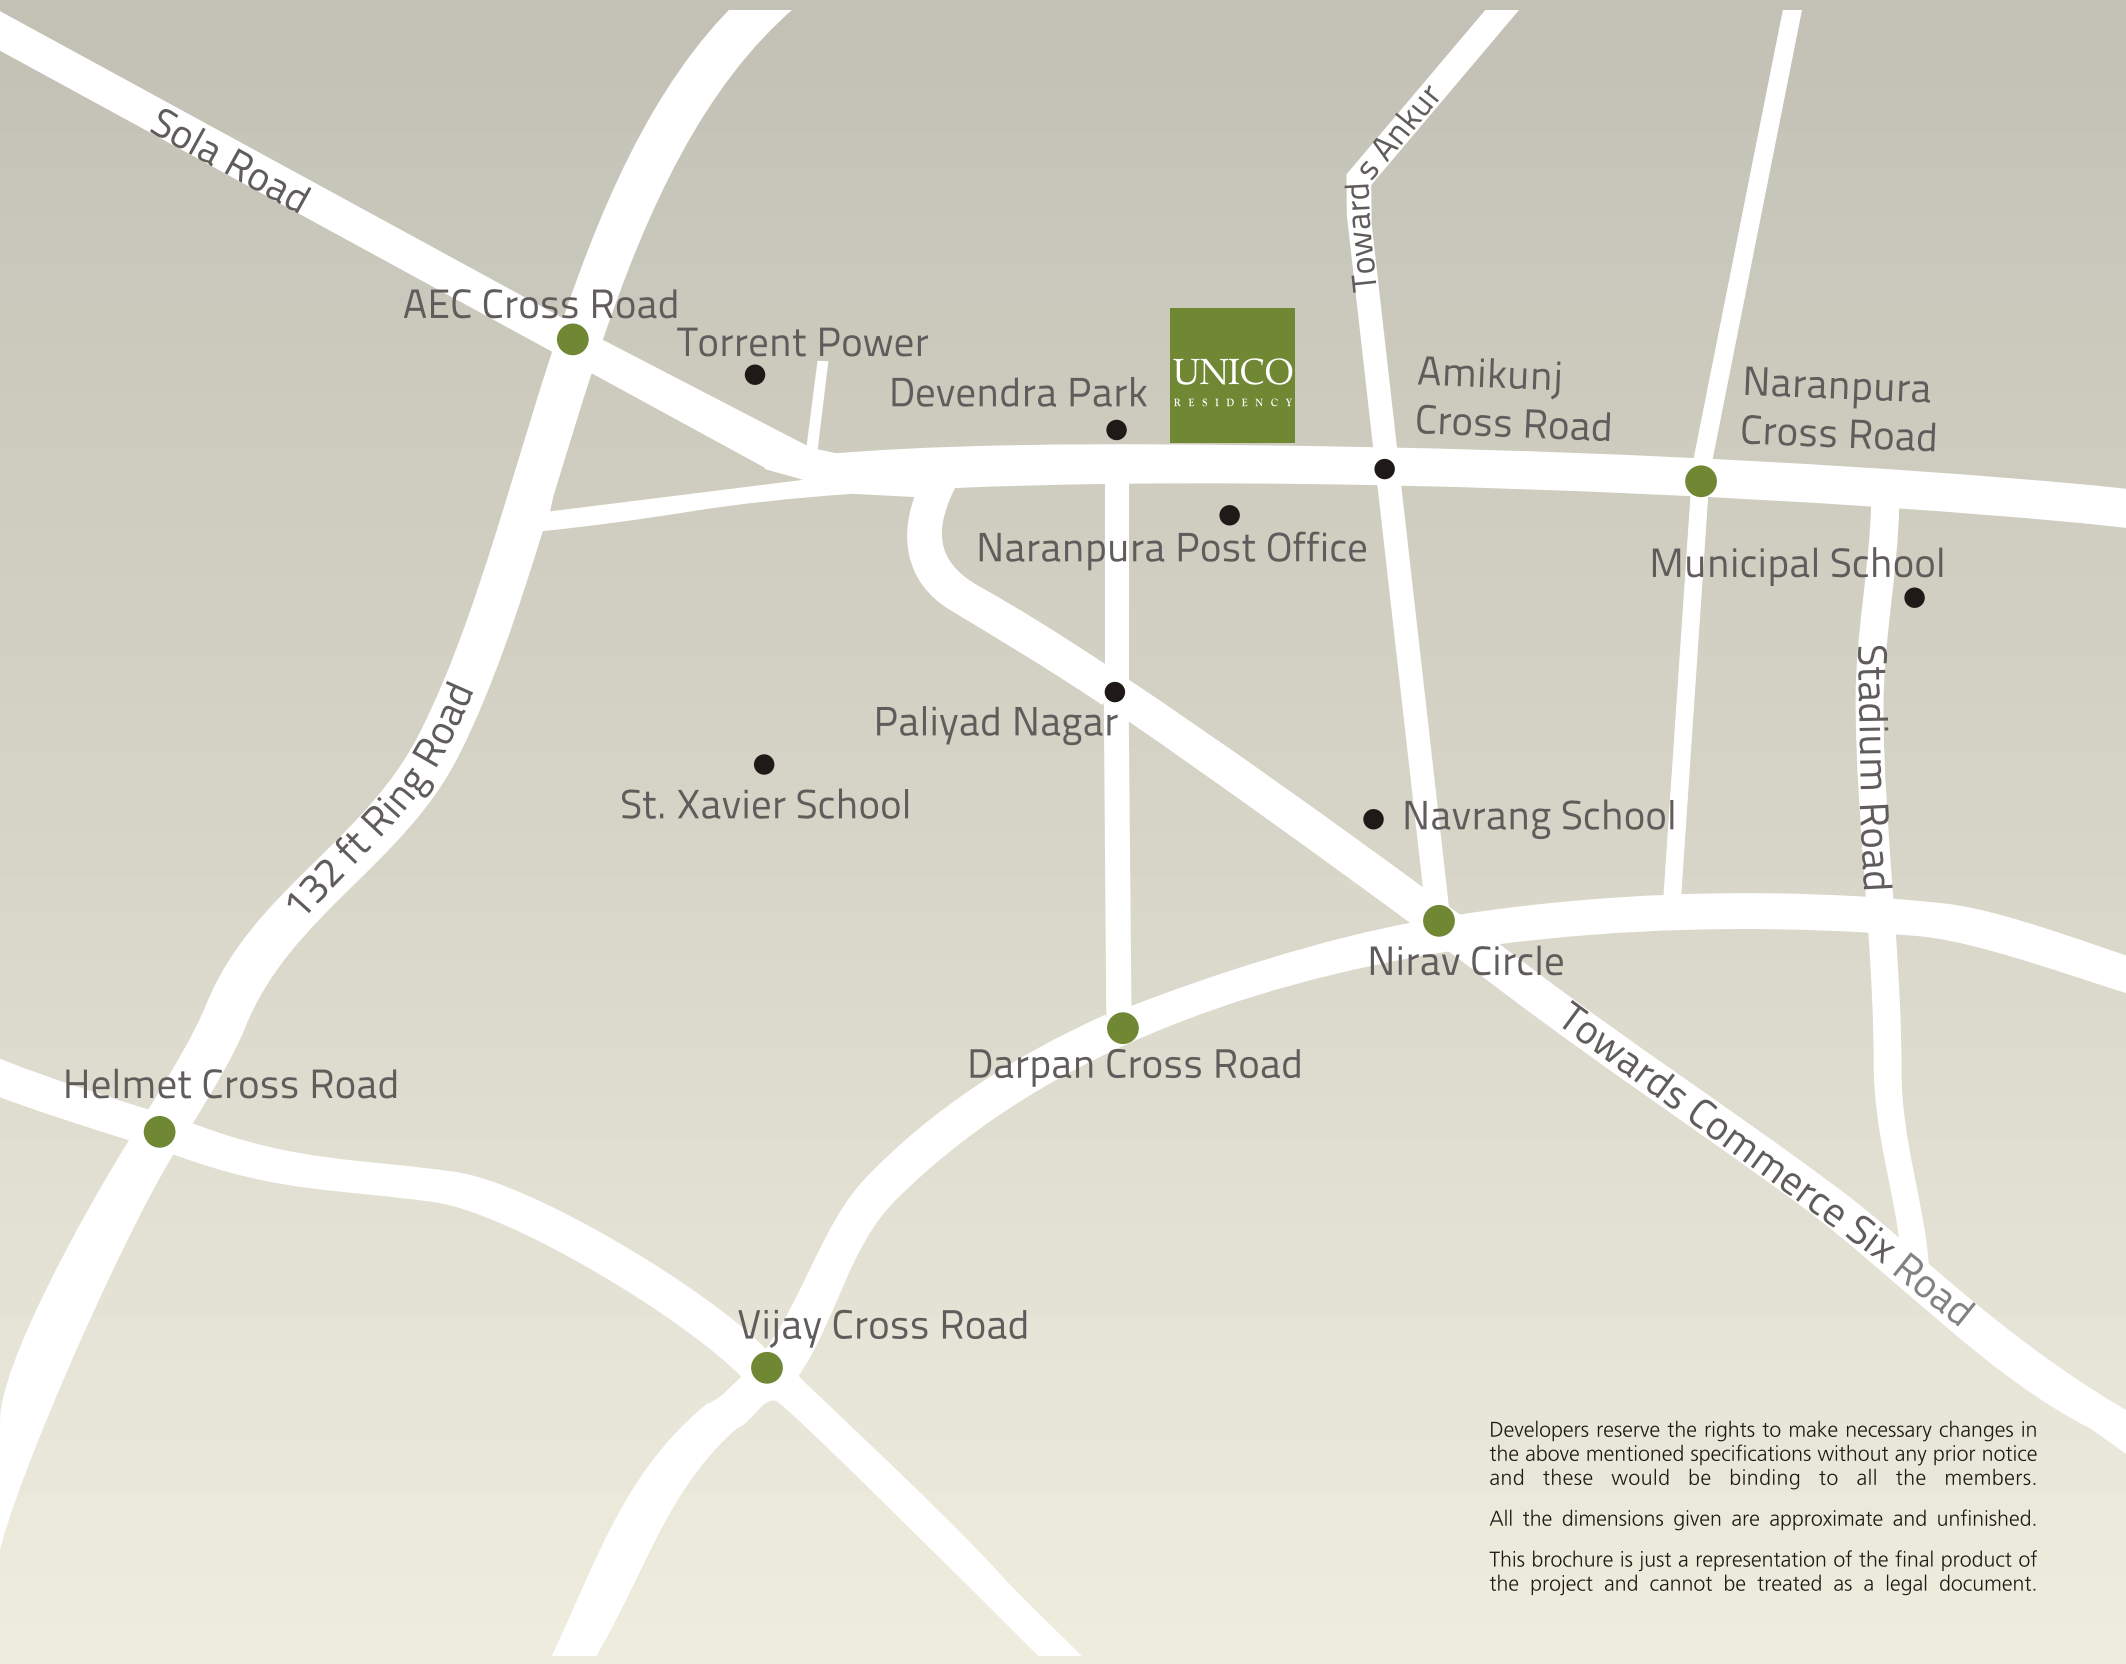 Sola Road
Towards Ankur
AEC Cross Road
Torrent Power
Devendra Park
UNICO
RESIDENCY
Amikunj
Cross Road
Naranpura
Cross Road
Naranpura Post Office
Municipal School
Stadium Road
132 ft Ring Road
Paliyad Nagar
St. Xavier School
Navrang School
Nirav Circle
Towards Commerce Six Road
Darpan Cross Road
Helmet Cross Road
Vijay Cross Road
Developers reserve the rights to make necessary changes in
the above mentioned specifications without any prior notice
and these would be binding to all the members.
All the dimensions given are approximate and unfinished.
This brochure is just a representation of the final product of
the project and cannot be treated as a legal document.